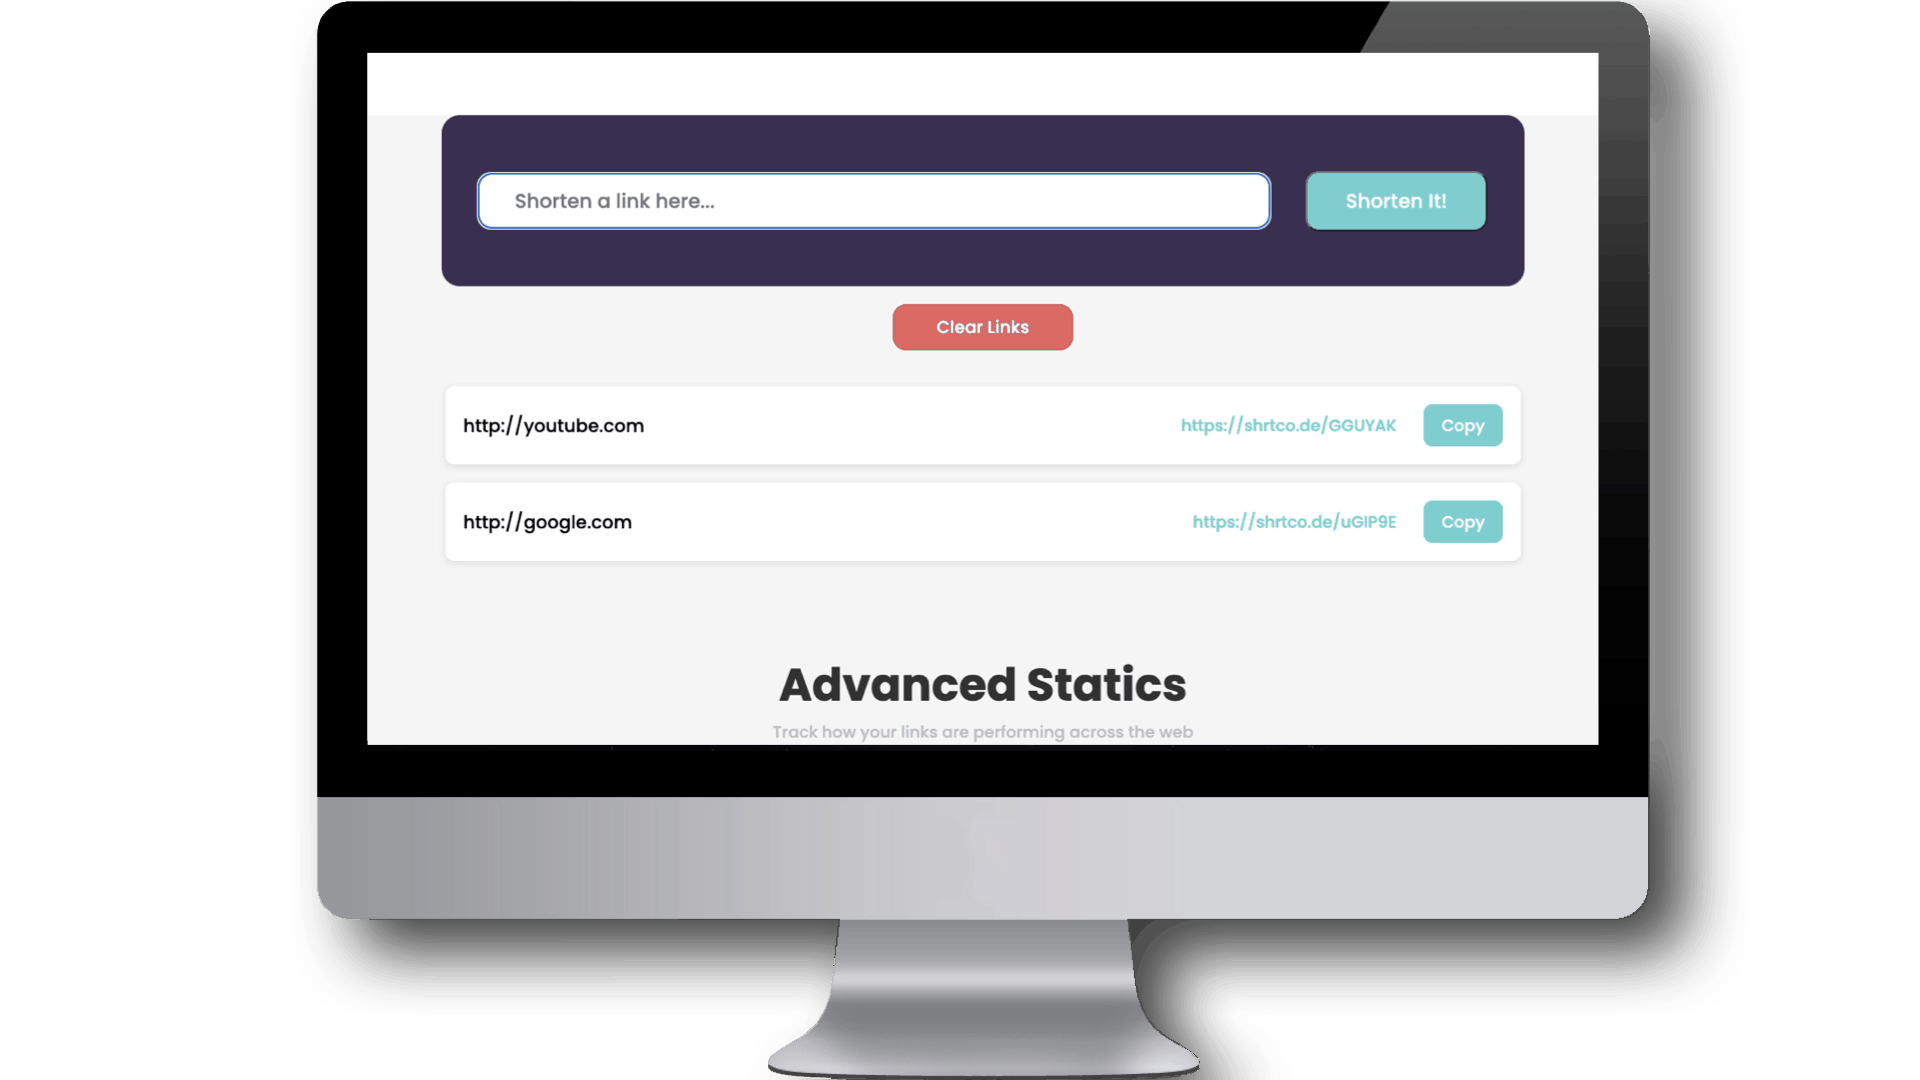 Shorten a link here...
Shorten It!
Clear Links
http://youtube.com
https://shrtco.de/GGUYAK
Copy
http://google.com
https://shrtco.de/uGIP9E
Copy
Advanced Statics
Track how your links are performing across the web